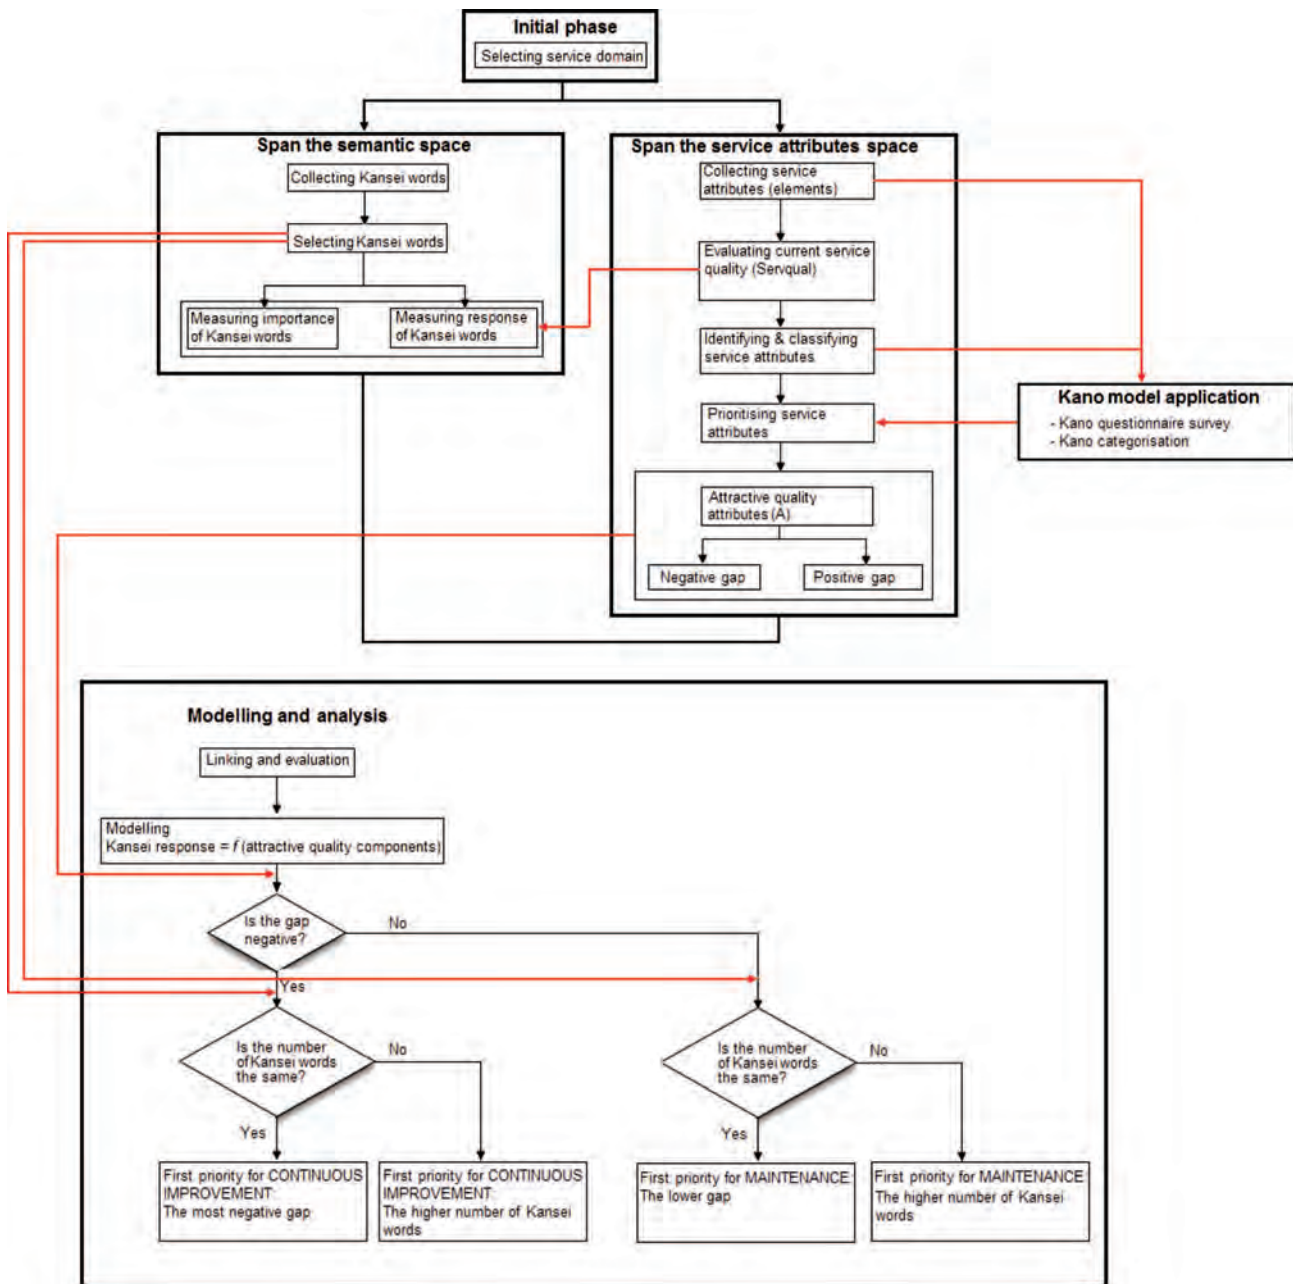 Initial phase
Selecting service domain
Span the semantic space
Collecting Kansei words
Selecting Kansei words
Measuring importance
of Kansei words
Measuring response
of Kansei words
Span the service attributes space
Collecting service
attributes (elements)
Evaluating current service
quality (Servqual)
Identifying & classifying
service attributes
Prioritising service
attributes
Attractive quality
attributes (A)
Negative gap
Positive gap
Kano model application
- Kano questionnaire survey
- Kano categorisation
Modelling and analysis
Linking and evaluation
Modelling
Kansei response = f (attractive quality components)
Is the gap
negative?
No
Yes
Is the number
of Kansei words
the same?
No
Yes
Is the number
of Kansei words
the same?
No
Yes
First priority for CONTINUOUS
IMPROVEMENT:
The most negative gap
First priority for CONTINUOUS
IMPROVEMENT:
The higher number of Kansei
words
First priority for MAINTENANCE:
The lower gap
First priority for MAINTENANCE:
The higher number of Kansei
words